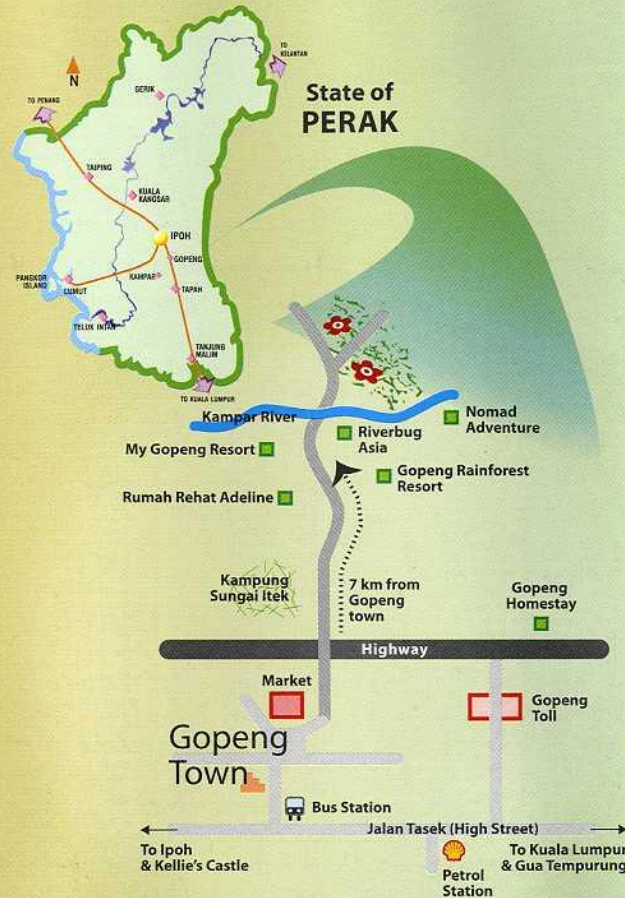 TO
KELANTAN
N
GERIK
State of
PERAK
TO PENANG
TAIPING
KUALA
KANGSAR
IPOH
GOPENG
PANGKOR
ISLAND
LUMUT
KAMPAR
TAPAH
TELUK INTAN
TANJUNG
MALIM
TO KUALA LUMPUR
Kampar River
Nomad
Adventure
Riverbug
Asia
My Gopeng Resort
Gopeng Rainforest
Resort
Rumah Rehat Adeline
Kampung
Sungai Itek
7 km from
Gopeng
town
Gopeng
Homestay
Highway
Market
Gopeng
Toll
Gopeng
Town
Bus Station
Jalan Tasek (High Street)
To Ipoh
& Kellie's Castle
To Kuala Lumpur
& Gua Tempurung
Petrol
Station